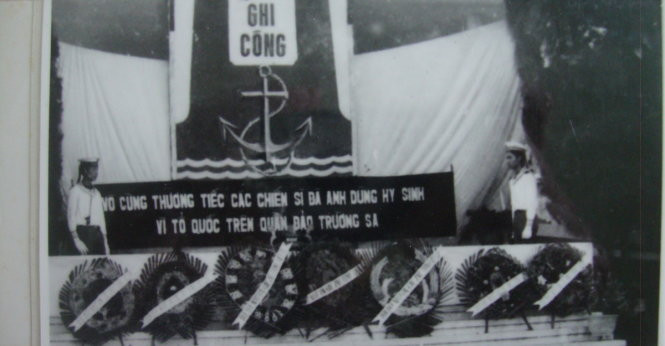 GHI
CÔNG
VÔ CÙNG THƯƠNG TIẾC CÁC CHIẾN SĨ ĐÃ ANH DŨNG HY SINH
VÌ TỔ QUỐC TRÊN QUẦN ĐẢO TRƯỜNG SA